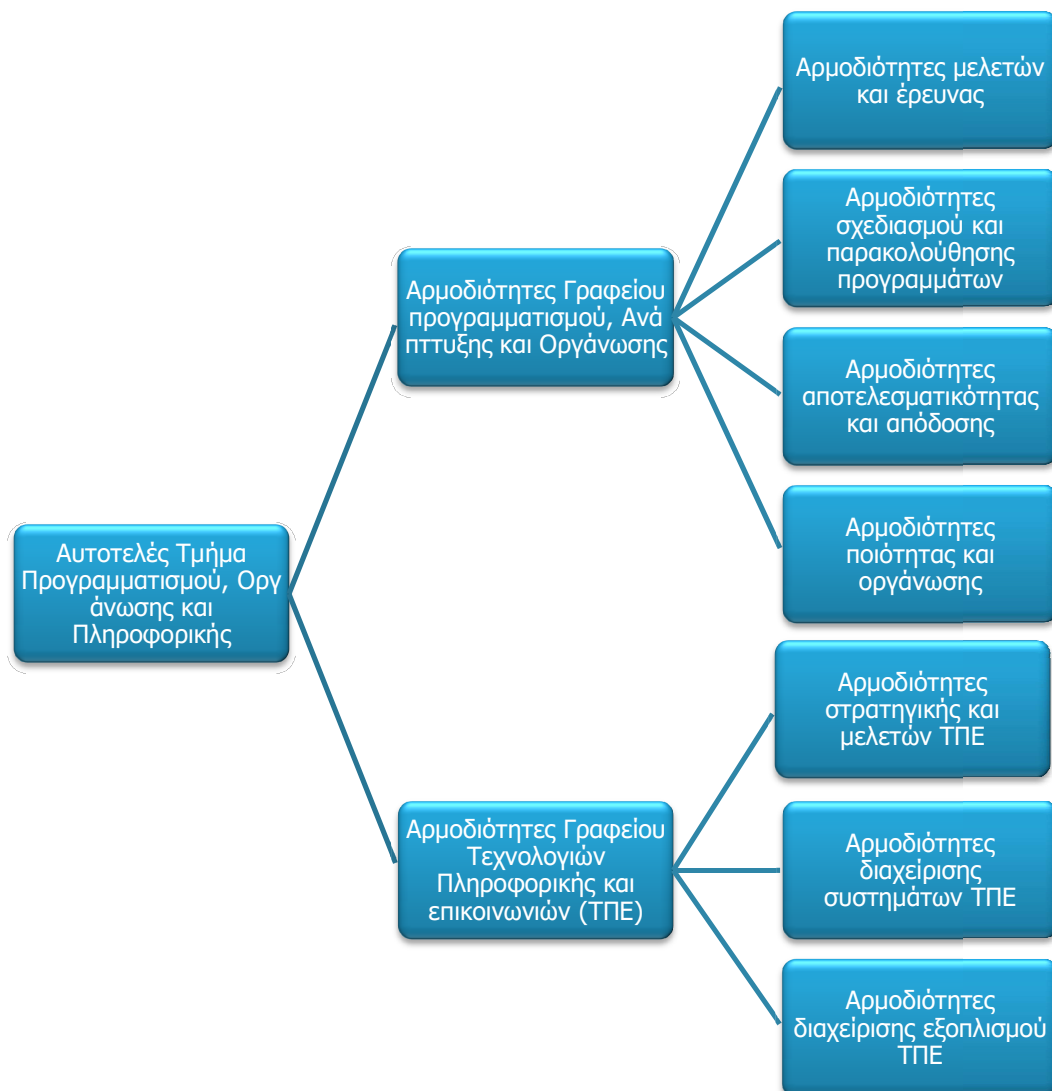 Αρμοδιότητες μελετών
και έρευνας
Αρμοδιότητες
σχεδιασμού και
παρακολούθησης
προγραμμάτων
Αρμοδιότητες Γραφείου
προγραμματισμού, Ανά
πττυξης και Οργάνωσης
Αρμοδιότητες
αποτελεσματικότητας
και απόδοσης
Αρμοδιότητες
ποιότητας και
οργάνωσης
Αυτοτελές Τμήμα
Προγραμματισμού, Οργ
άνωσης και
Πληροφορικής
Αρμοδιότητες
στρατηγικής και
μελετών ΤΠΕ
Αρμοδιότητες Γραφείου
Τεχνολογιών
Πληροφορικής και
επικοινωνιών (ΤΠΕ)
Αρμοδιότητες
διαχείρισης
συστημάτων ΤΠΕ
Αρμοδιότητες
διαχείρισης εξοπλισμού
ΤΠΕ